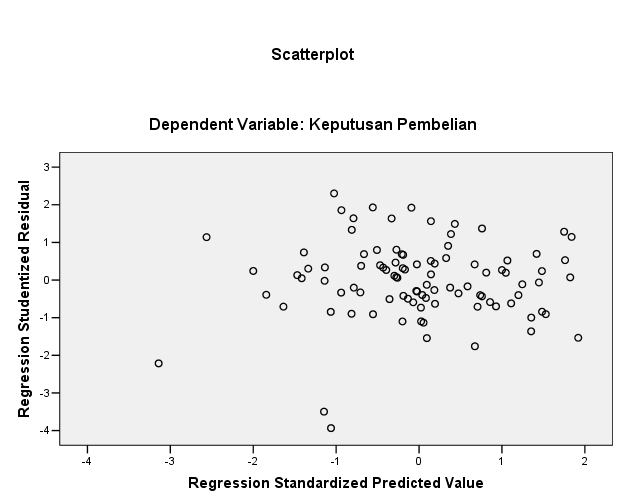 Scatterplot
Dependent Variable: Keputusan Pembelian
Regression Studentized Residual
3
2
1
0
-1
-2
-3
-4
-4 -3 -2 -1 0 1 2
Regression Standardized Predicted Value